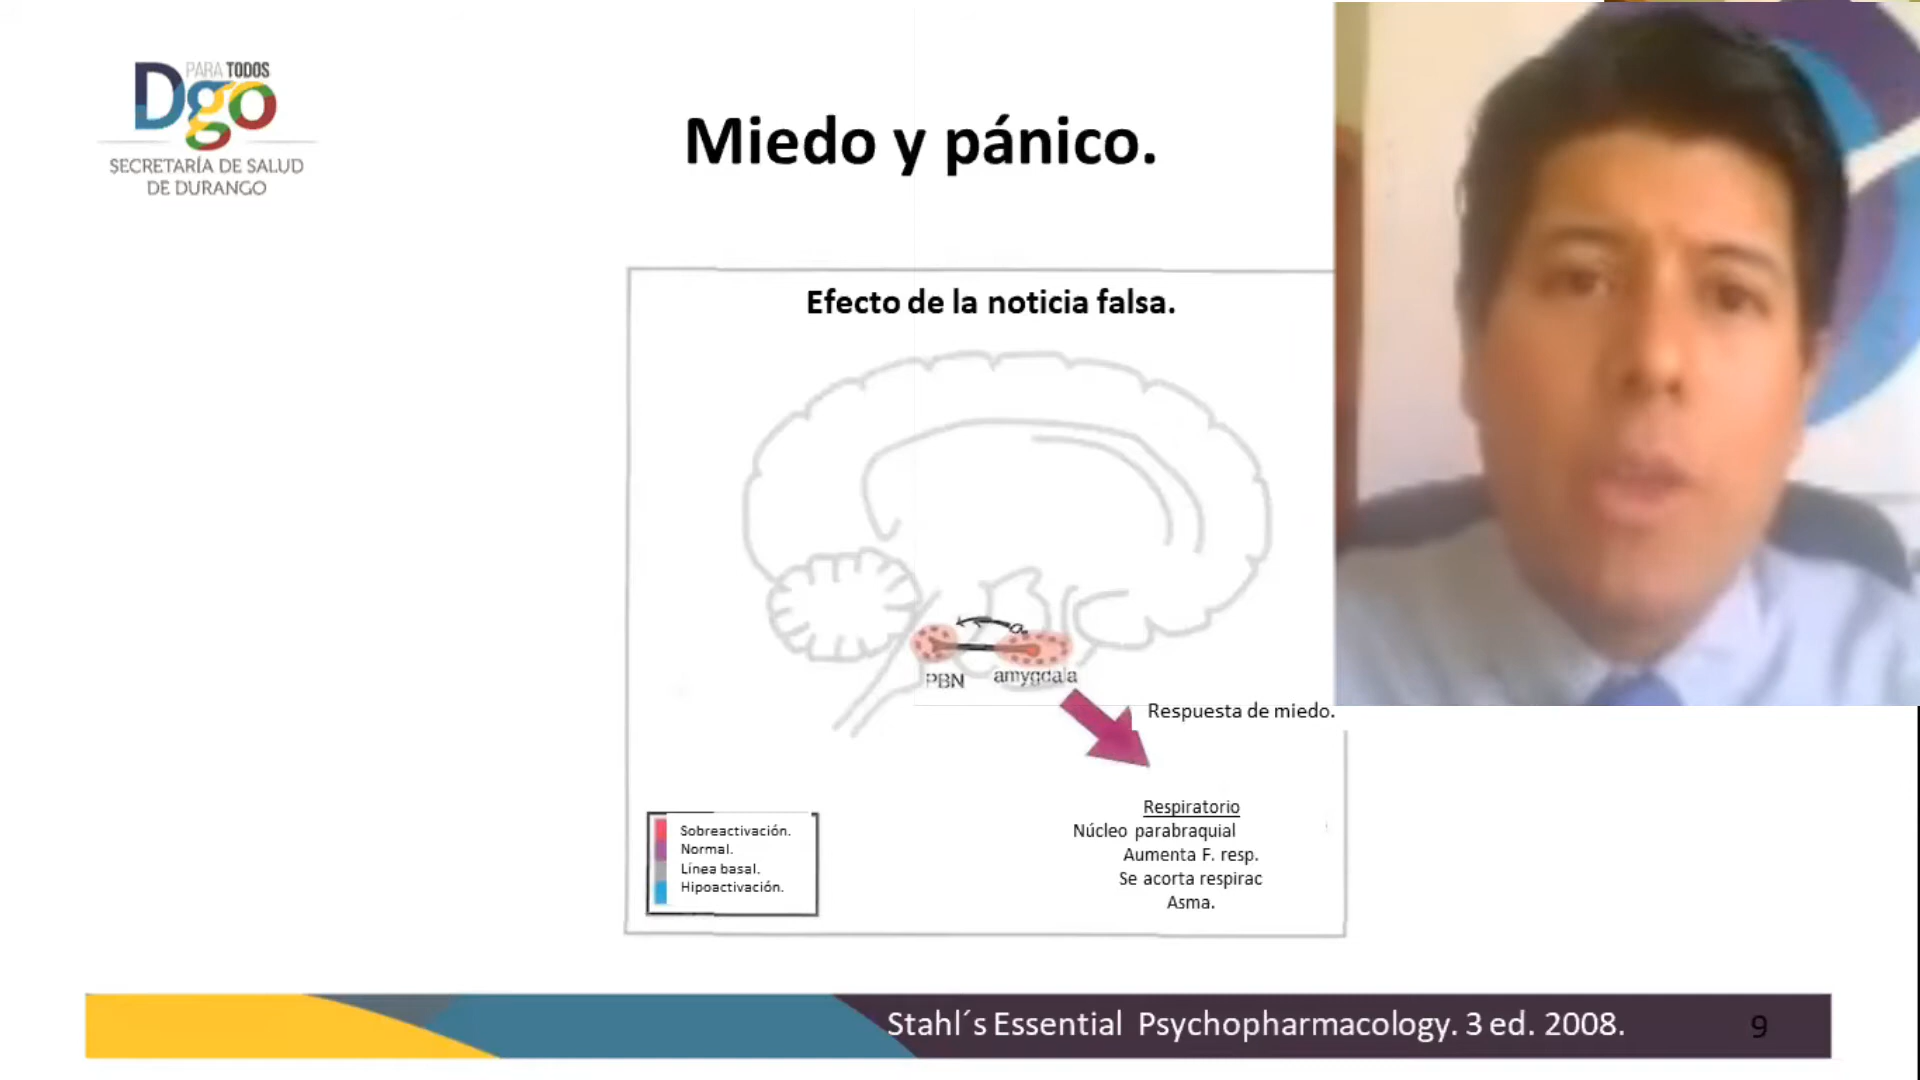 PARA TODOS
Dgo
SECRETARÍA DE SALUD
DE DURANGO
Miedo y pánico.
Efecto de la noticia falsa.
PBN
amygdala
Respuesta de miedo.
Respiratorio
Núcleo parabraquial
Aumenta F. resp.
Se acorta respirac
Asma.
Sobreactivación.
Normal.
Línea basal.
Hipoactivación.
Stahl´s Essential Psychopharmacology. 3 ed. 2008.
9